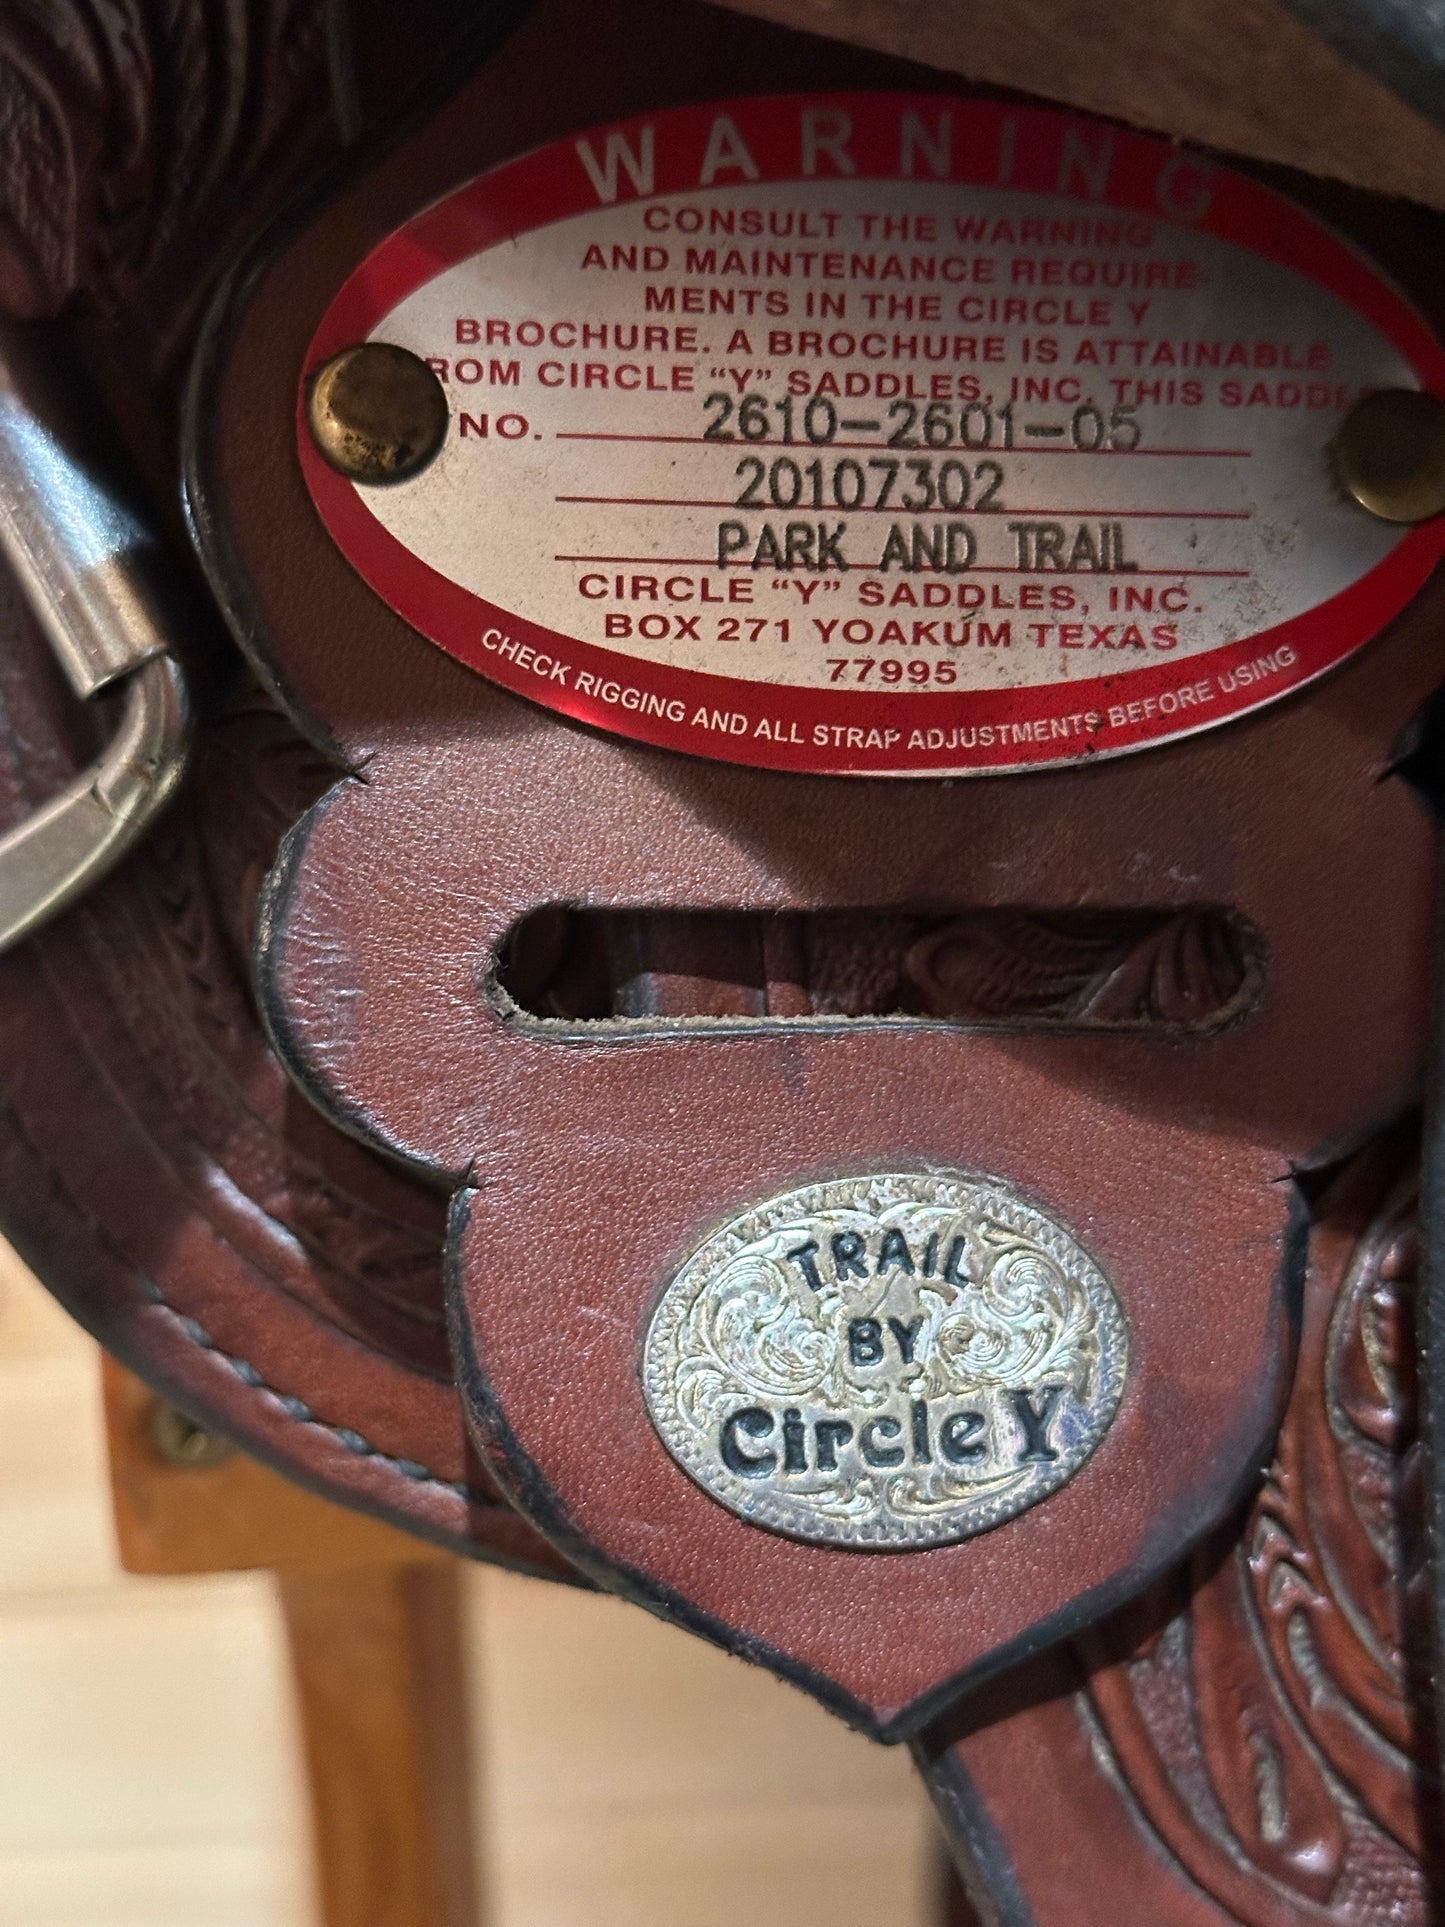 WARNING
CONSULT THE WARNING
AND MAINTENANCE REQUIRE-
MENTS IN THE CIRCLE Y
BROCHURE. A BROCHURE IS ATTAINABLE
ROM CIRCLE “Y” SADDLES, INC. THIS SADD
NO. 2610-2601-05
20107302
PARK AND TRAIL
CIRCLE “Y” SADDLES, INC.
BOX 271 YOAKUM TEXAS
77995
CHECK RIGGING AND ALL STRAP ADJUSTMENTS BEFORE USING
TRAIL
BY
Circle Y